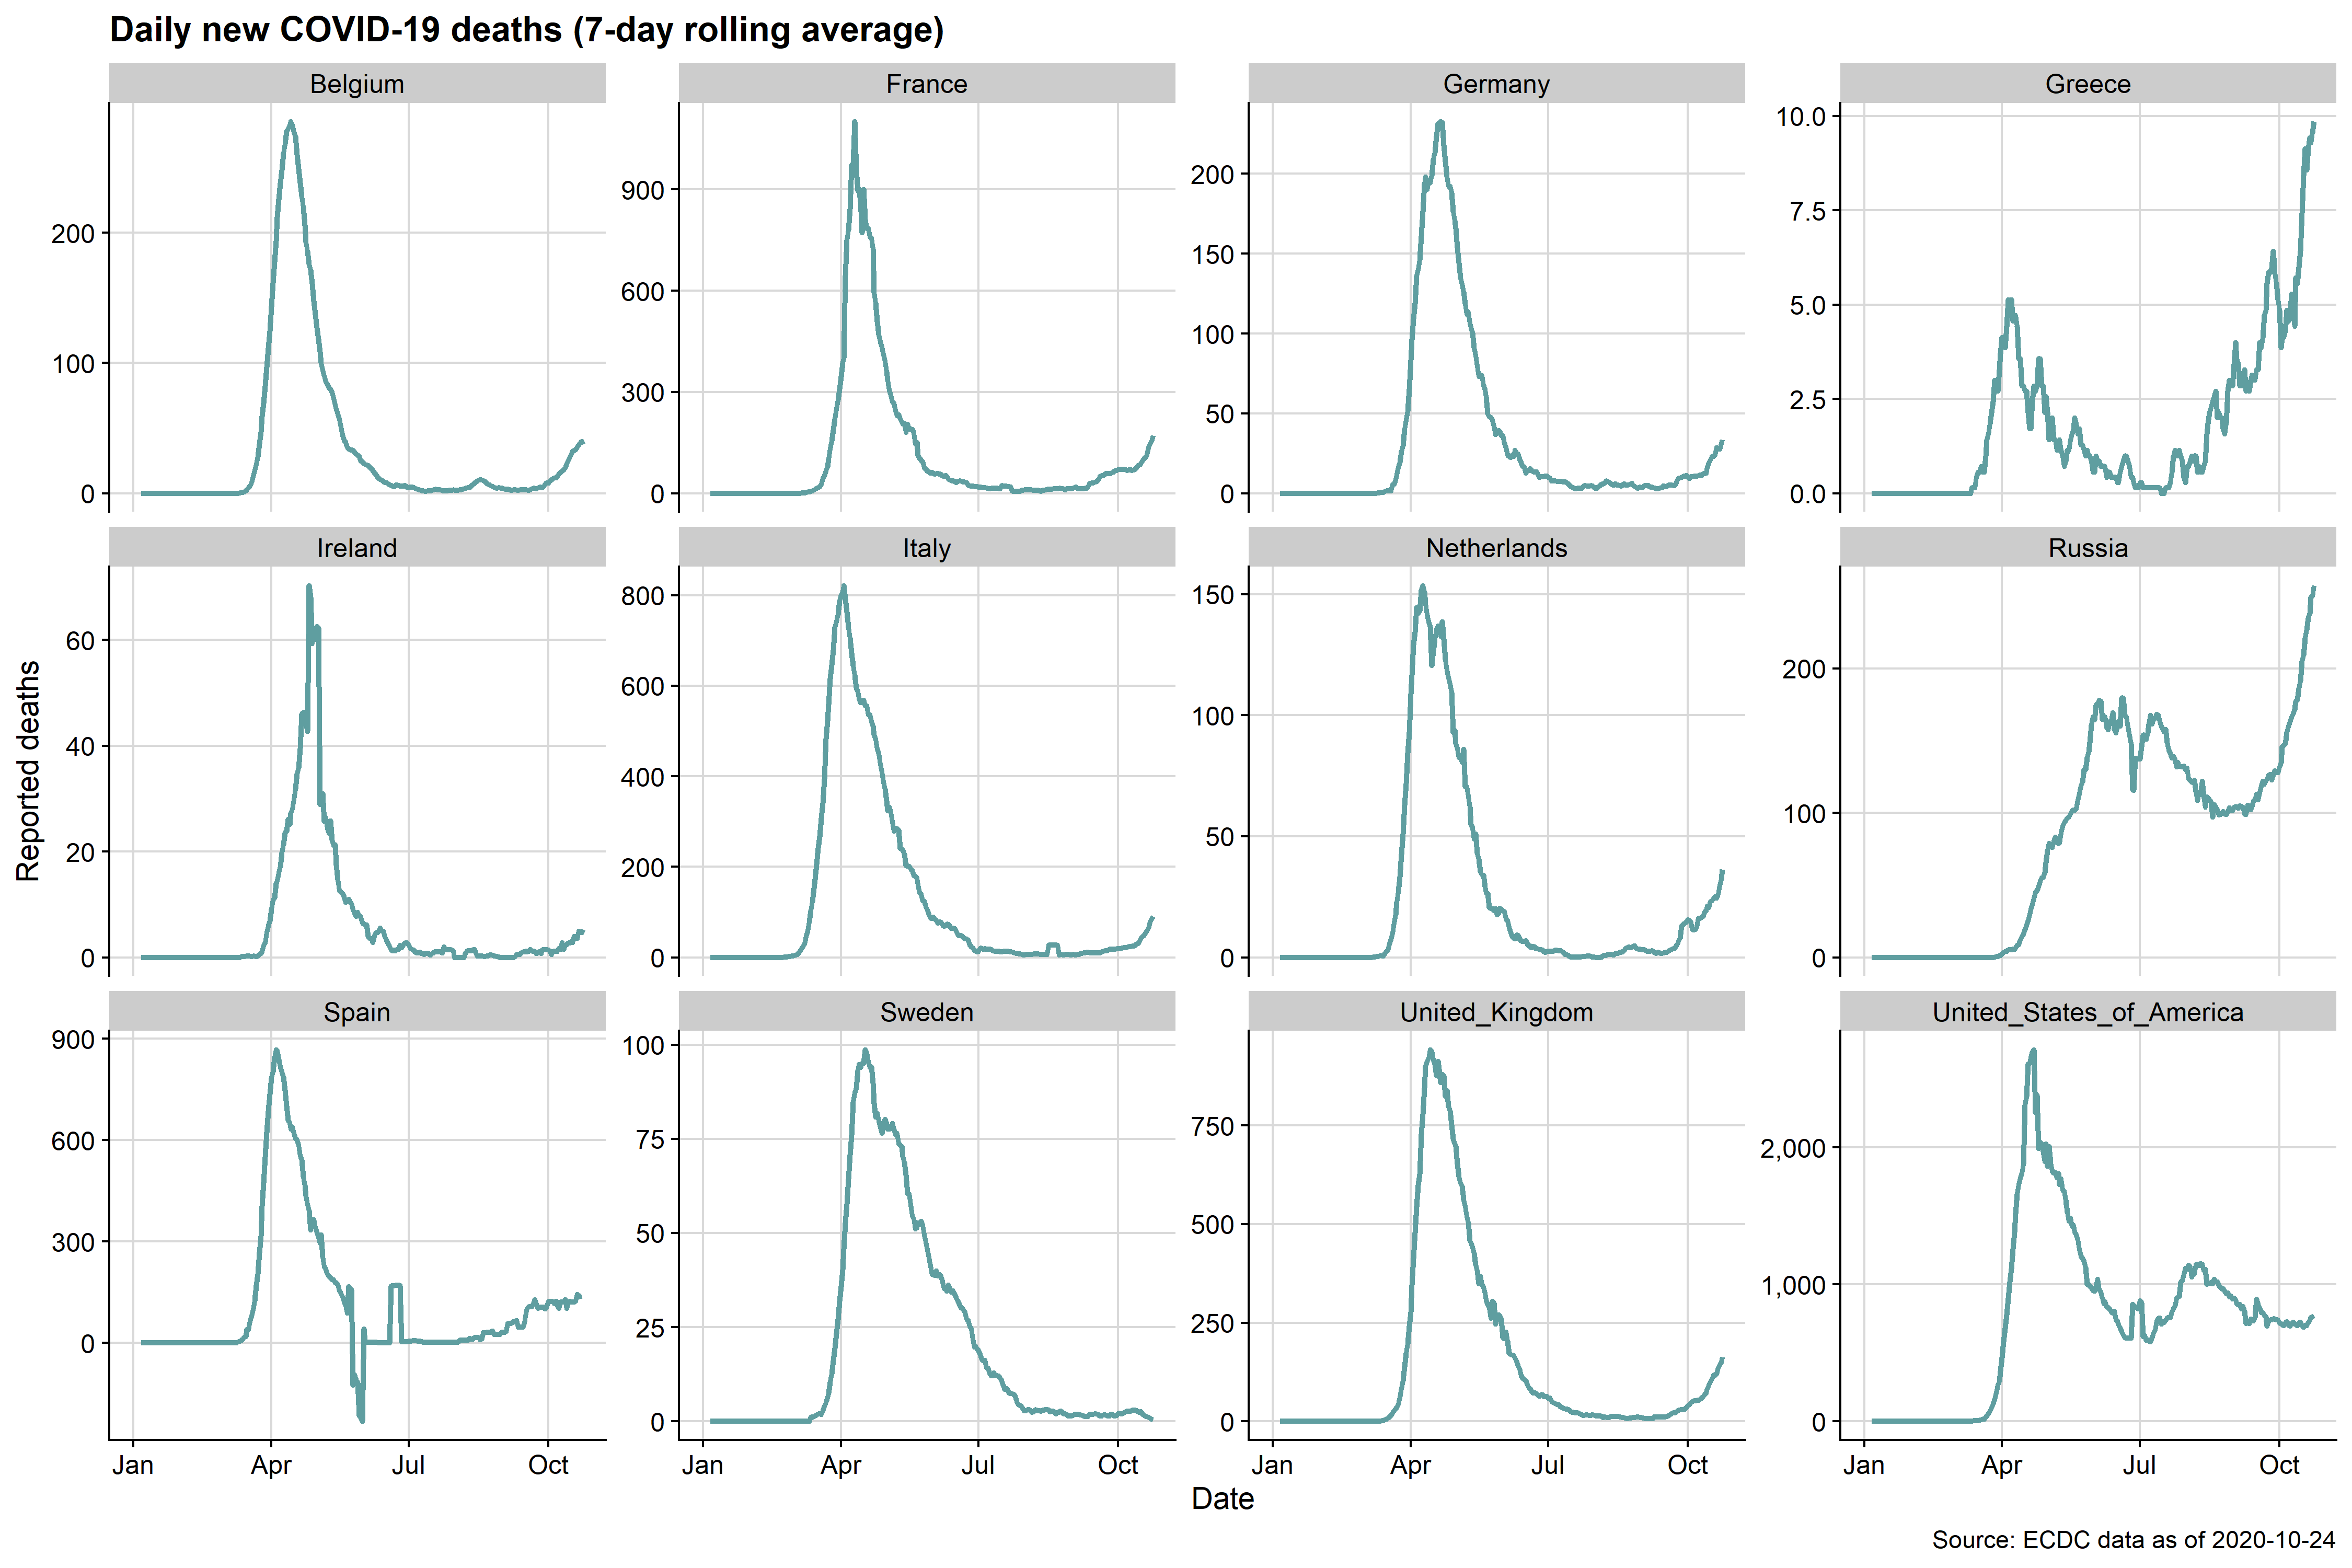 Daily new COVID-19 deaths (7-day rolling average)
Belgium
France
Germany
Greece
200
100
0
900
600
300
0
200
150
100
50
0
10.0
7.5
5.0
2.5
0.0
Ireland
Italy
Netherlands
Russia
60
40
20
0
800
600
400
200
0
150
100
50
0
200
100
0
Reported deaths
Spain
Sweden
United_Kingdom
United_States_of_America
900
600
300
0
100
75
50
25
0
750
500
250
0
2,000
1,000
0
Jan Apr Jul Oct
Jan Apr Jul Oct
Jan Apr Jul Oct
Jan Apr Jul Oct
Date
Source: ECDC data as of 2020-10-24